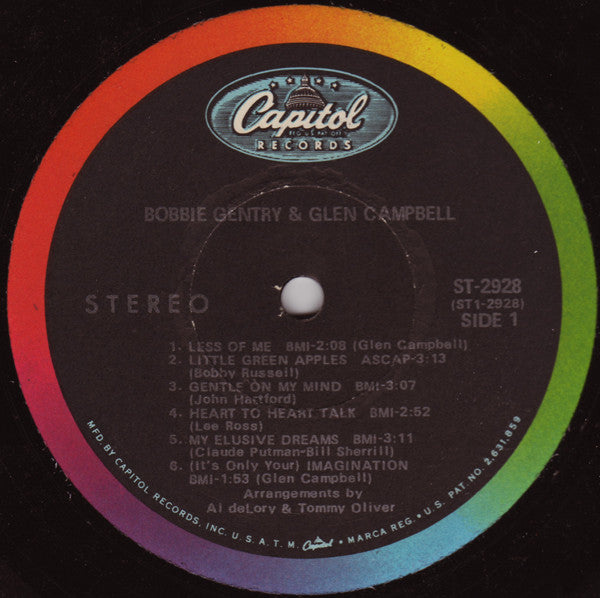 Capitol
REG. U.S. PAT. OFF.
RECORDS
BOBBIE GENTRY & GLEN CAMPBELL
STEREO
ST-2928
(ST1-2928)
SIDE 1
1. LESS OF ME BMI-2:08 (Glen Campbell)
2. LITTLE GREEN APPLES ASCAP-3:13
(Bobby Russell)
3. GENTLE ON MY MIND BMI-3:07
(John Hartford)
4. HEART TO HEART TALK BMI-2:52
(Lee Ross)
5. MY ELUSIVE DREAMS BMI-3:11
(Claude Putman-Bill Sherrill)
6. (It's Only Your) IMAGINATION
BMI-1:53 (Glen Campbell)
Arrangements by
Al deLory & Tommy Oliver
MFD. BY CAPITOL RECORDS, INC. U.S.A. T.M. Capitol • MARCA REG. • U.S. PAT. NO. 2,631,859